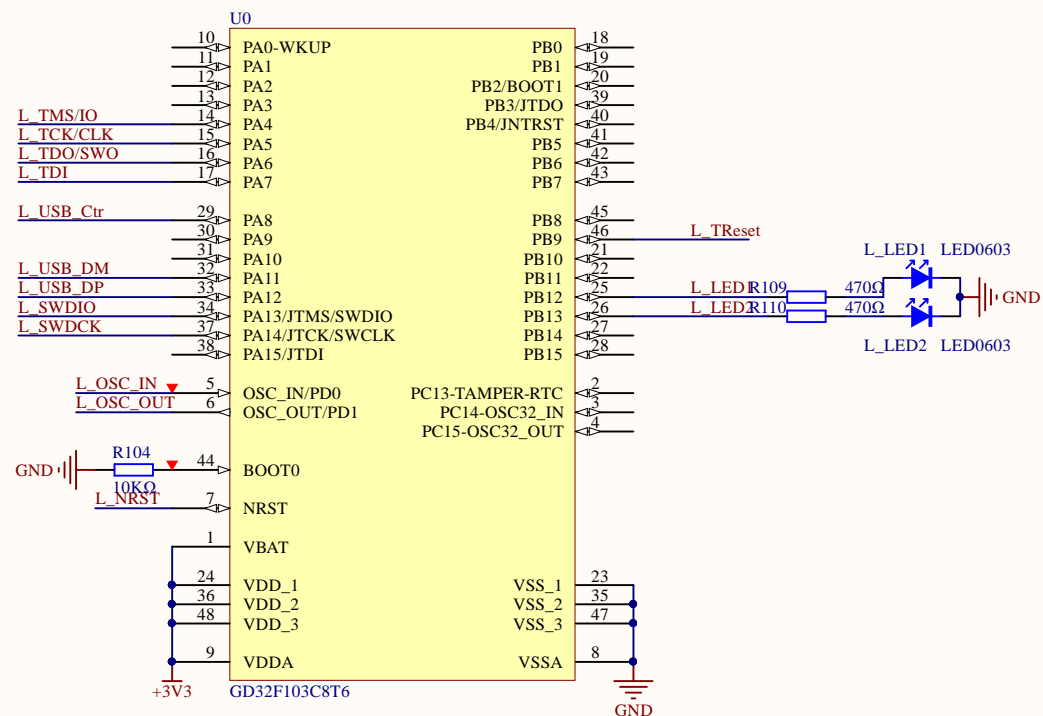 U0
10 PA0-WKUP PB0 18
11 PA1 PB1 19
12 PA2 PB2/BOOT1 20
13 PA3 PB3/JTDO 39
L_TMS/IO 14 PA4 PB4/JNTRST 40
L_TCK/CLK 15 PA5 PB5 41
L_TDO/SWO 16 PA6 PB6 42
L_TDI 17 PA7 PB7 43
L_USB_Ctr 29 PA8 PB8 45
30 PA9 PB9 46 L_TReset
31 PA10 PB10 21
L_USB_DM 32 PA11 PB11 22
L_LED1 LED0603
L_USB_DP 33 PA12 PB12 25 L_LED1 R109 470Ω
GND
L_SWDIO 34 PA13/JTMS/SWDIO PB13 26 L_LED2 R110 470Ω
L_SWDCK 37 PA14/JTCK/SWCLK PB14 27
L_LED2 LED0603
38 PA15/JTDI PB15 28
L_OSC_IN 5 OSC_IN/PD0 PC13-TAMPER-RTC 2
L_OSC_OUT 6 OSC_OUT/PD1 PC14-OSC32_IN 3
PC15-OSC32_OUT 4
R104
GND 44 BOOT0
10KΩ
L_NRST 7 NRST
1 VBAT
24 VDD_1 VSS_1 23
36 VDD_2 VSS_2 35
48 VDD_3 VSS_3 47
9 VDDA VSSA 8
+3V3 GD32F103C8T6
GND